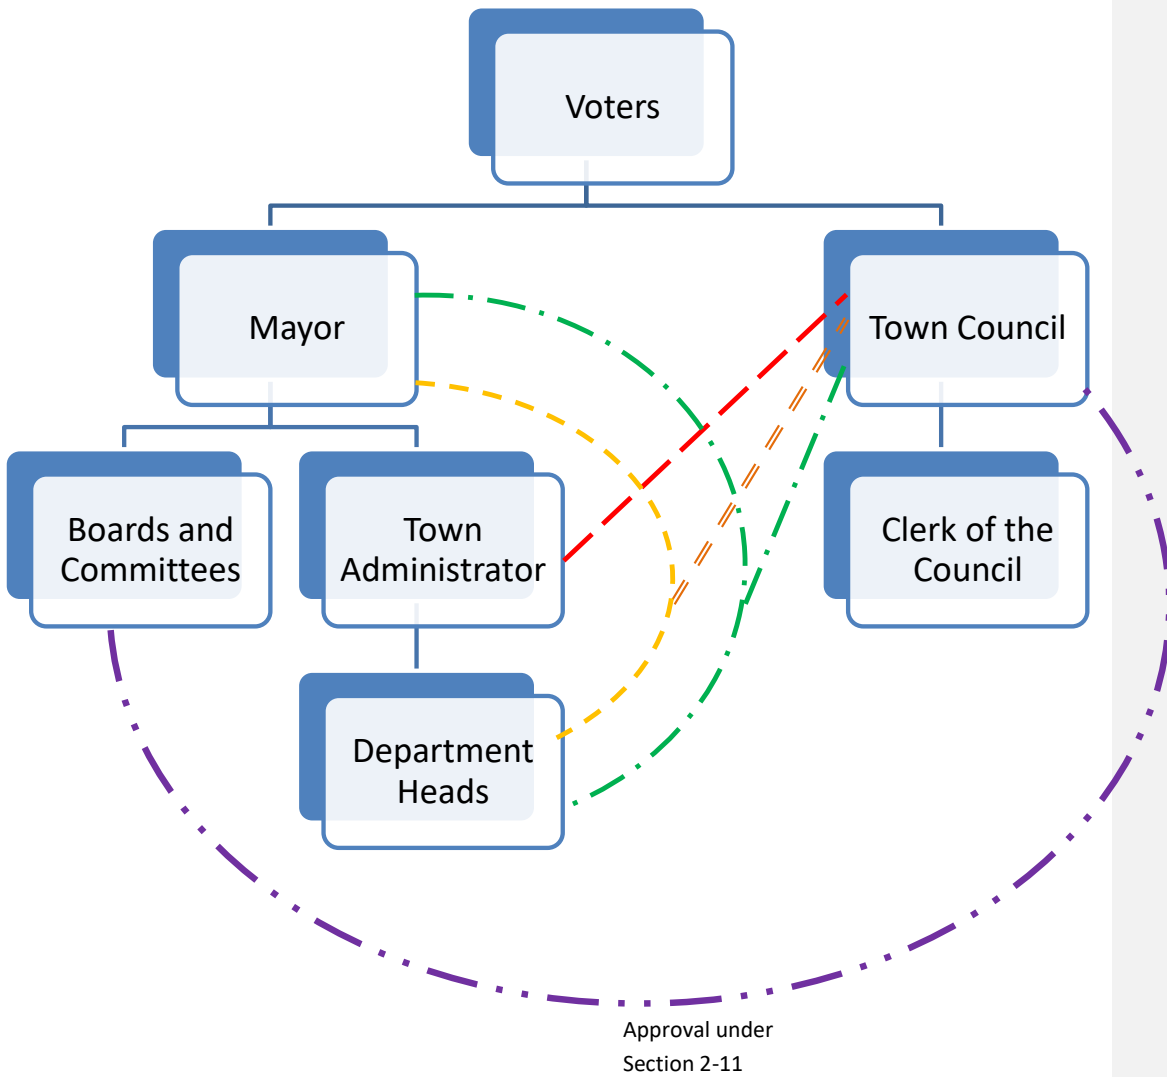 Voters
Mayor
Town Council
Boards and
Committees
Town
Administrator
Clerk of the
Council
Department
Heads
Approval under
Section 2-11